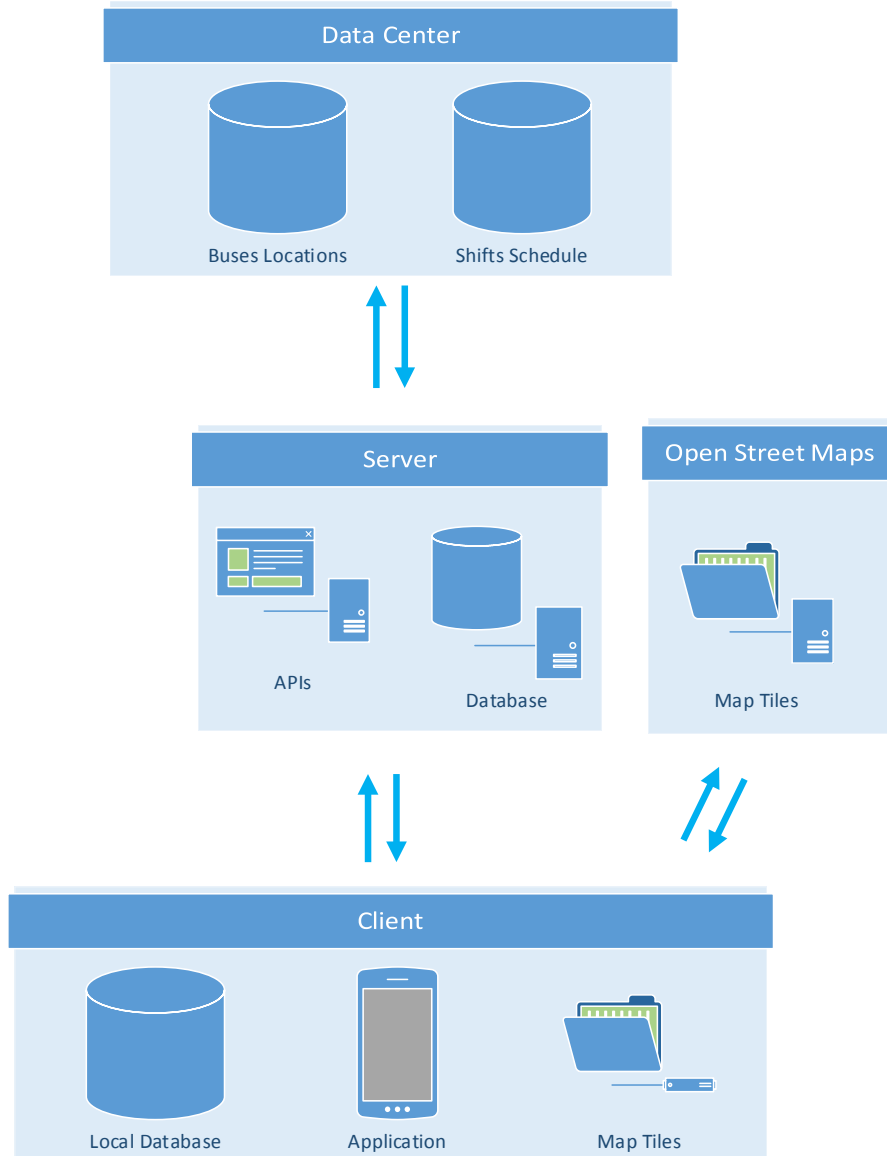 Data Center
Buses Locations
Shifts Schedule
Server
Open Street Maps
APIs
Database
Map Tiles
Client
Local Database
Application
Map Tiles